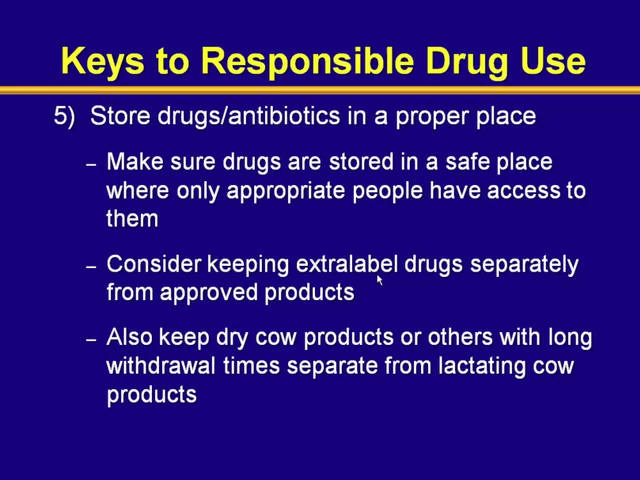 Keys to Responsible Drug Use
5) Store drugs/antibiotics in a proper place
– Make sure drugs are stored in a safe place
where only appropriate people have access to
them
– Consider keeping extralabel drugs separately
from approved products
– Also keep dry cow products or others with long
withdrawal times separate from lactating cow
products